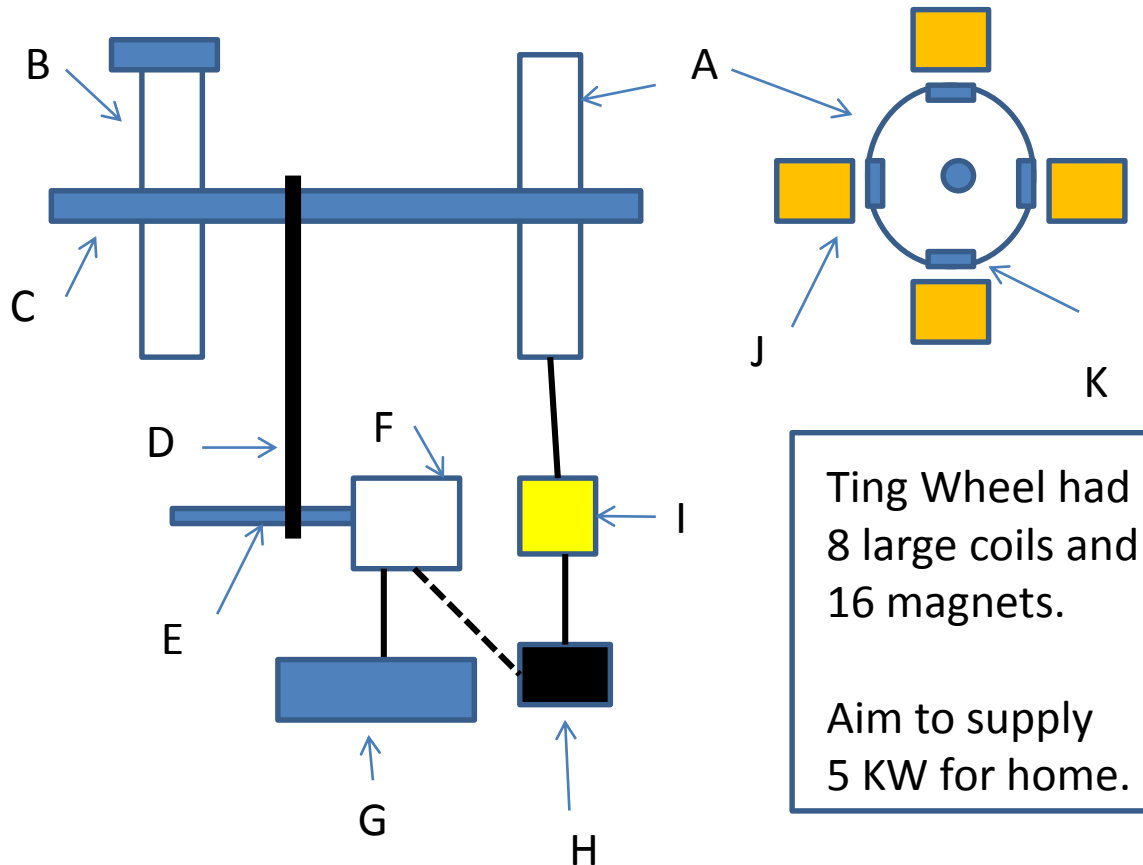 B
A
C
J
K
D
F
I
E
G
H
Ting Wheel had
8 large coils and
16 magnets.
Aim to supply
5 KW for home.